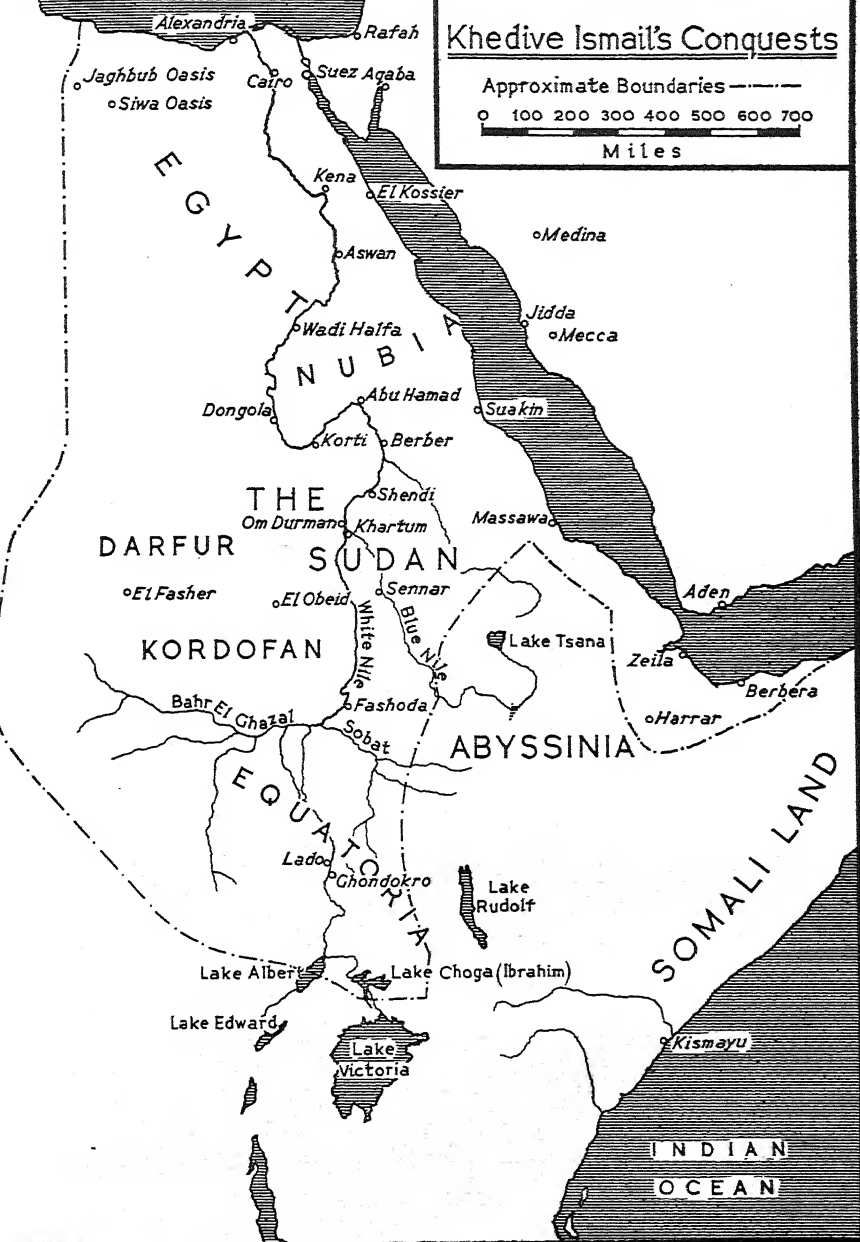 Khedive Ismail's Conquests
Approximate Boundaries
0 100 200 300 400 500 600 700
Miles
Alexandria
Rafah
Jaghbub Oasis
Cairo
Suez
Aqaba
Siwa Oasis
EGYPT
Kena
El Kossier
Medina
Aswan
Wadi Halfa
NUBIA
Jidda
Mecca
Dongola
Abu Hamad
Suakin
Korti
Berber
THE
Shendi
Om Durman
Khartum
Massawa
DARFUR
SUDAN
El Fasher
El Obeid
Sennar
Aden
White Nile
Blue Nile
Lake Tsana
KORDOFAN
Zeila
Berbera
Bahr El Ghazal
Fashoda
Harrar
Sobat
ABYSSINIA
EQUATORIA
Lado
Ghondokro
Lake
Rudolf
SOMALI LAND
Lake Albert
Lake Choga (Ibrahim)
Lake Edward
Lake
Victoria
Kismayu
INDIAN
OCEAN